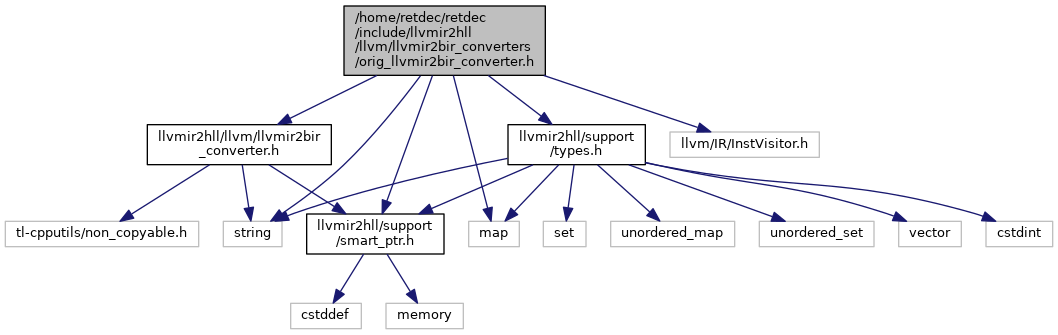 /home/retdec/retdec
/include/llvmir2hll
/llvm/llvmir2bir_converters
/orig_llvmir2bir_converter.h
llvmir2hll/llvm/llvmir2bir
_converter.h
llvmir2hll/support
/types.h
llvm/IR/InstVisitor.h
tl-cpputils/non_copyable.h
string
llvmir2hll/support
/smart_ptr.h
map
set
unordered_map
unordered_set
vector
cstdint
cstddef
memory